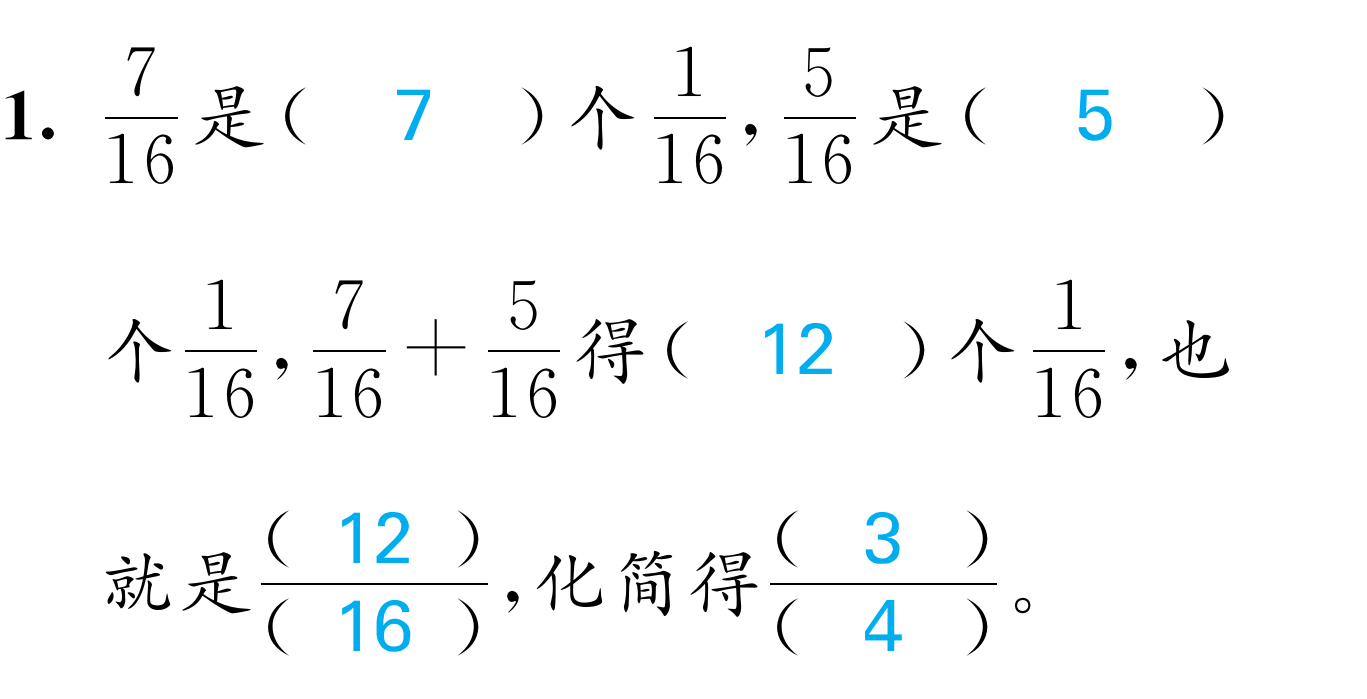 1. 7/16是( 7 )个1/16,5/16是( 5 )
个1/16,7/16+5/16得( 12 )个1/16,也
就是( 12 )/( 16 ),化简得( 3 )/( 4 )。